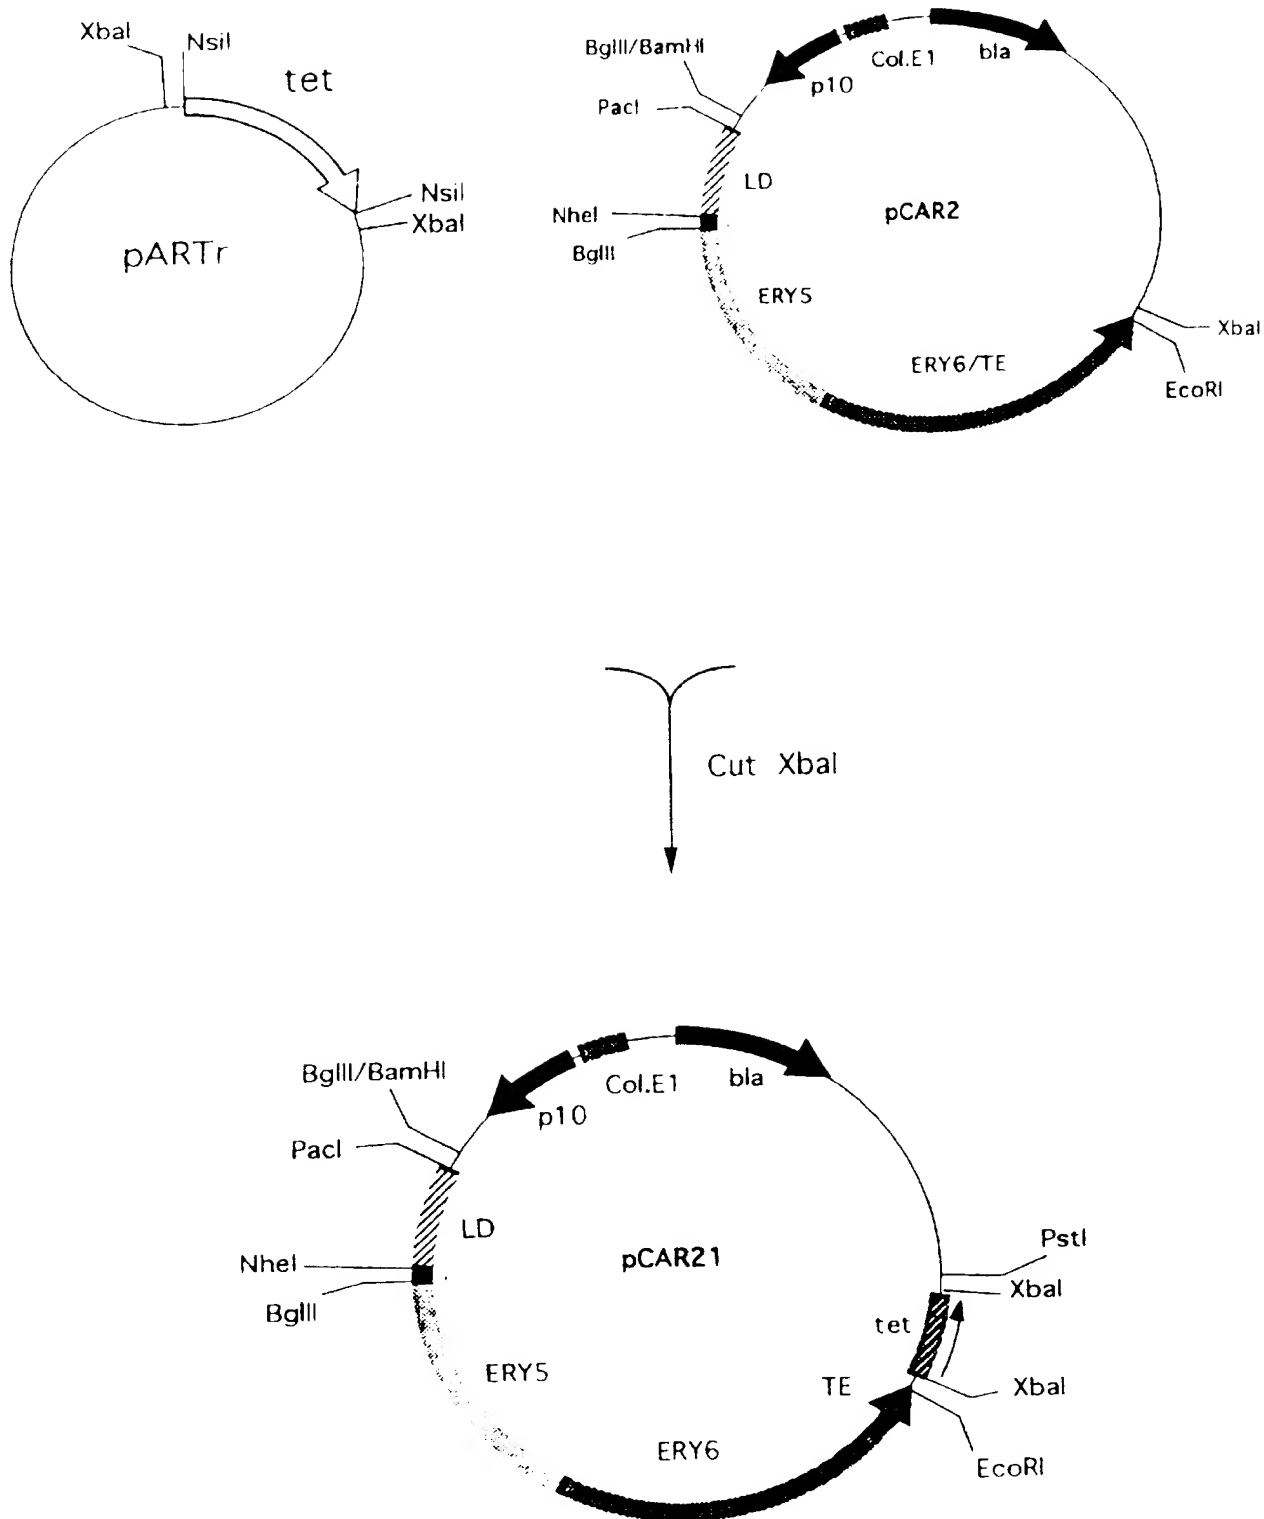 XbaI
NsiI
tet
NsiI
XbaI
pARTr
BglII/BamHI
PacI
p10
Col.E1
bla
LD
NheI
BglII
pCAR2
ERY5
ERY6/TE
XbaI
EcoRI
Cut XbaI
BglII/BamHI
PacI
p10
Col.E1
bla
LD
NheI
BglII
pCAR21
PstI
XbaI
tet
ERY5
TE
XbaI
ERY6
EcoRI